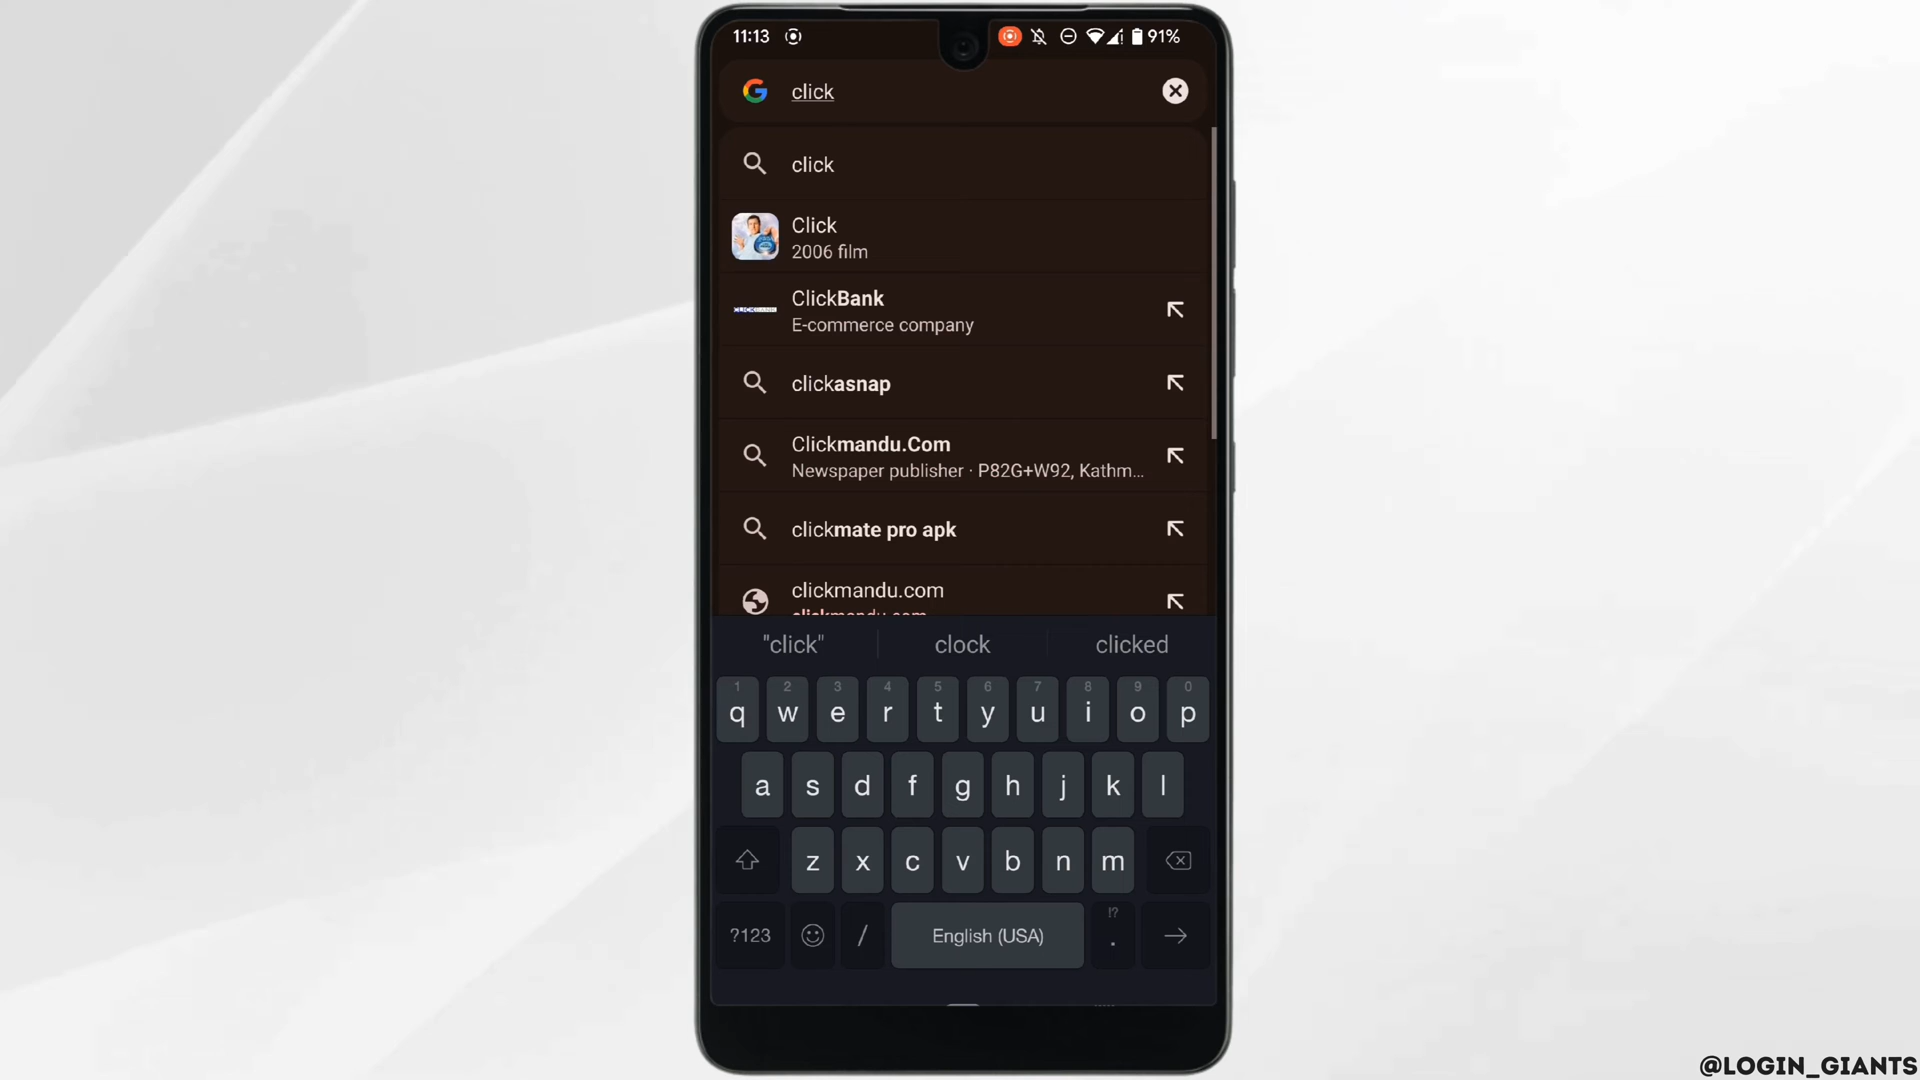 11:13
91%
click
click
Click
2006 film
CLICKBANK
ClickBank
E-commerce company
clickasnap
Clickmandu.Com
Newspaper publisher · P82G+W92, Kathm...
clickmate pro apk
clickmandu.com
clickmandu.com
"click" clock clicked
1 2 3 4 5 6 7 8 9 0
q w e r t y u i o p
a s d f g h j k l
z x c v b n m
!?
?123 / English (USA) .
@LOGIN_GIANTS